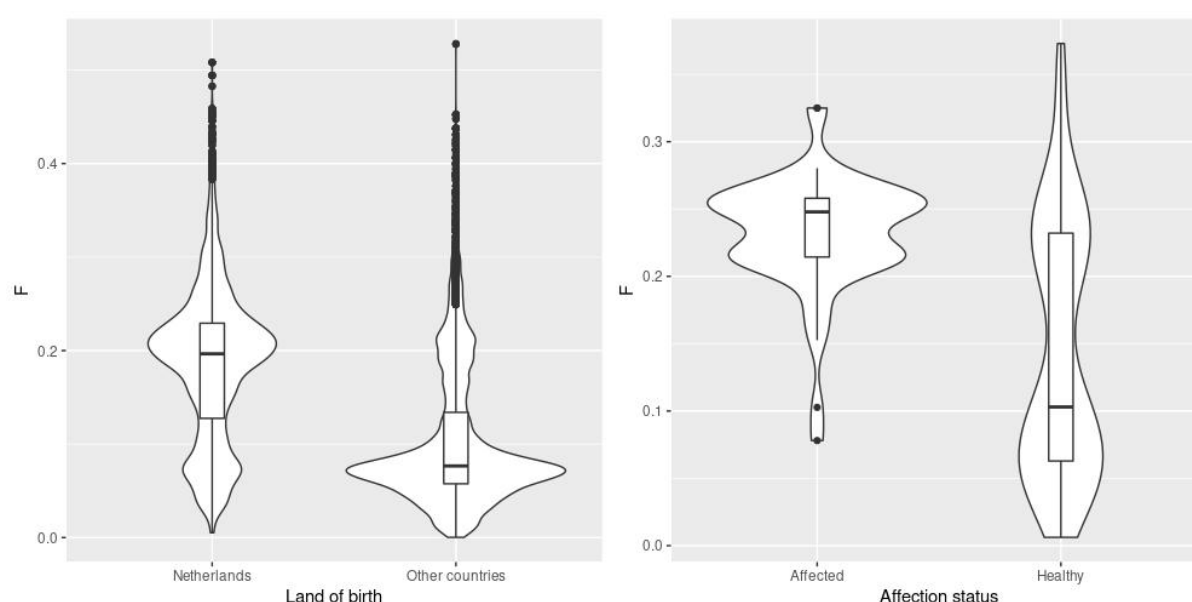 F
0.4
0.2
0.0
Netherlands
Other countries
Land of birth
F
0.3
0.2
0.1
0.0
Affected
Healthy
Affection status